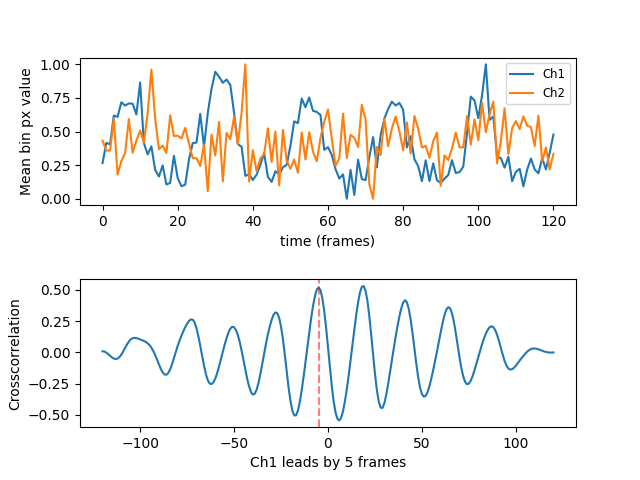 1.00
0.75
0.50
0.25
0.00
Mean bin px value
Ch1
Ch2
0 20 40 60 80 100 120
time (frames)
0.50
0.25
0.00
−0.25
−0.50
Crosscorrelation
−100 −50 0 50 100
Ch1 leads by 5 frames